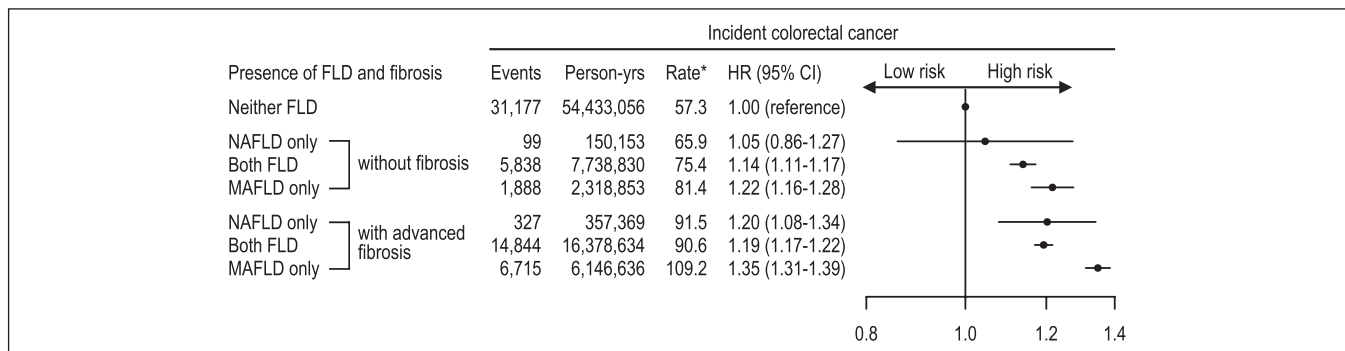 Incident colorectal cancer
Presence of FLD and fibrosis Events Person-yrs Rate* HR (95% CI) Low risk High risk
Neither FLD 31,177 54,433,056 57.3 1.00 (reference)
NAFLD only 99 150,153 65.9 1.05 (0.86-1.27)
Both FLD without fibrosis 5,838 7,738,830 75.4 1.14 (1.11-1.17)
MAFLD only 1,888 2,318,853 81.4 1.22 (1.16-1.28)
NAFLD only 327 357,369 91.5 1.20 (1.08-1.34)
Both FLD with advanced fibrosis 14,844 16,378,634 90.6 1.19 (1.17-1.22)
MAFLD only 6,715 6,146,636 109.2 1.35 (1.31-1.39)
0.8 1.0 1.2 1.4